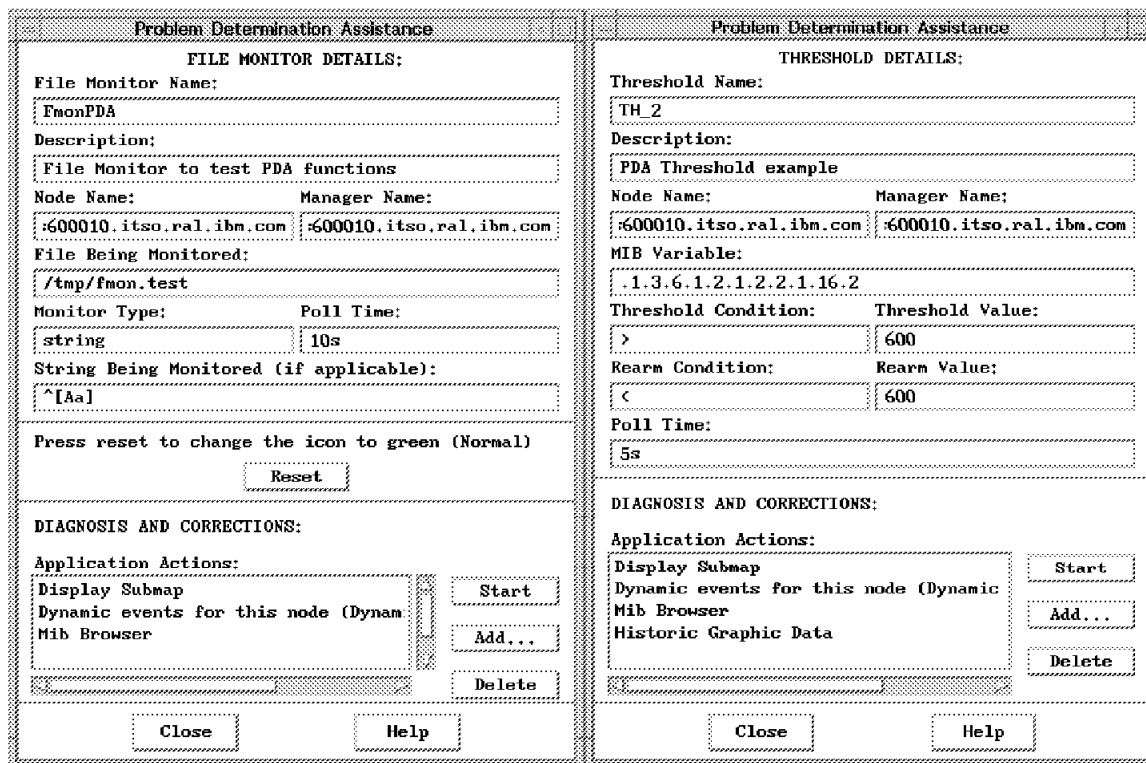 Problem Determination Assistance
FILE MONITOR DETAILS:
File Monitor Name:
FmonPDA
Description:
File Monitor to test PDA functions
Node Name: Manager Name:
:600010.itso.ral.ibm.com :600010.itso.ral.ibm.com
File Being Monitored:
/tmp/fmon.test
Monitor Type: Poll Time:
string 10s
String Being Monitored (if applicable):
^[Aa]
Press reset to change the icon to green (Normal)
Reset
DIAGNOSIS AND CORRECTIONS:
Application Actions:
Display Submap
Dynamic events for this node (Dynam
Mib Browser
Start
Add...
Delete
Close Help
Problem Determination Assistance
THRESHOLD DETAILS:
Threshold Name:
TH_2
Description:
PDA Threshold example
Node Name: Manager Name:
:600010.itso.ral.ibm.com :600010.itso.ral.ibm.com
MIB Variable:
.1.3.6.1.2.1.2.2.1.16.2
Threshold Condition: Threshold Value:
> 600
Rearm Condition: Rearm Value:
< 600
Poll Time:
5s
DIAGNOSIS AND CORRECTIONS:
Application Actions:
Display Submap
Dynamic events for this node (Dynamic
Mib Browser
Historic Graphic Data
Start
Add...
Delete
Close Help